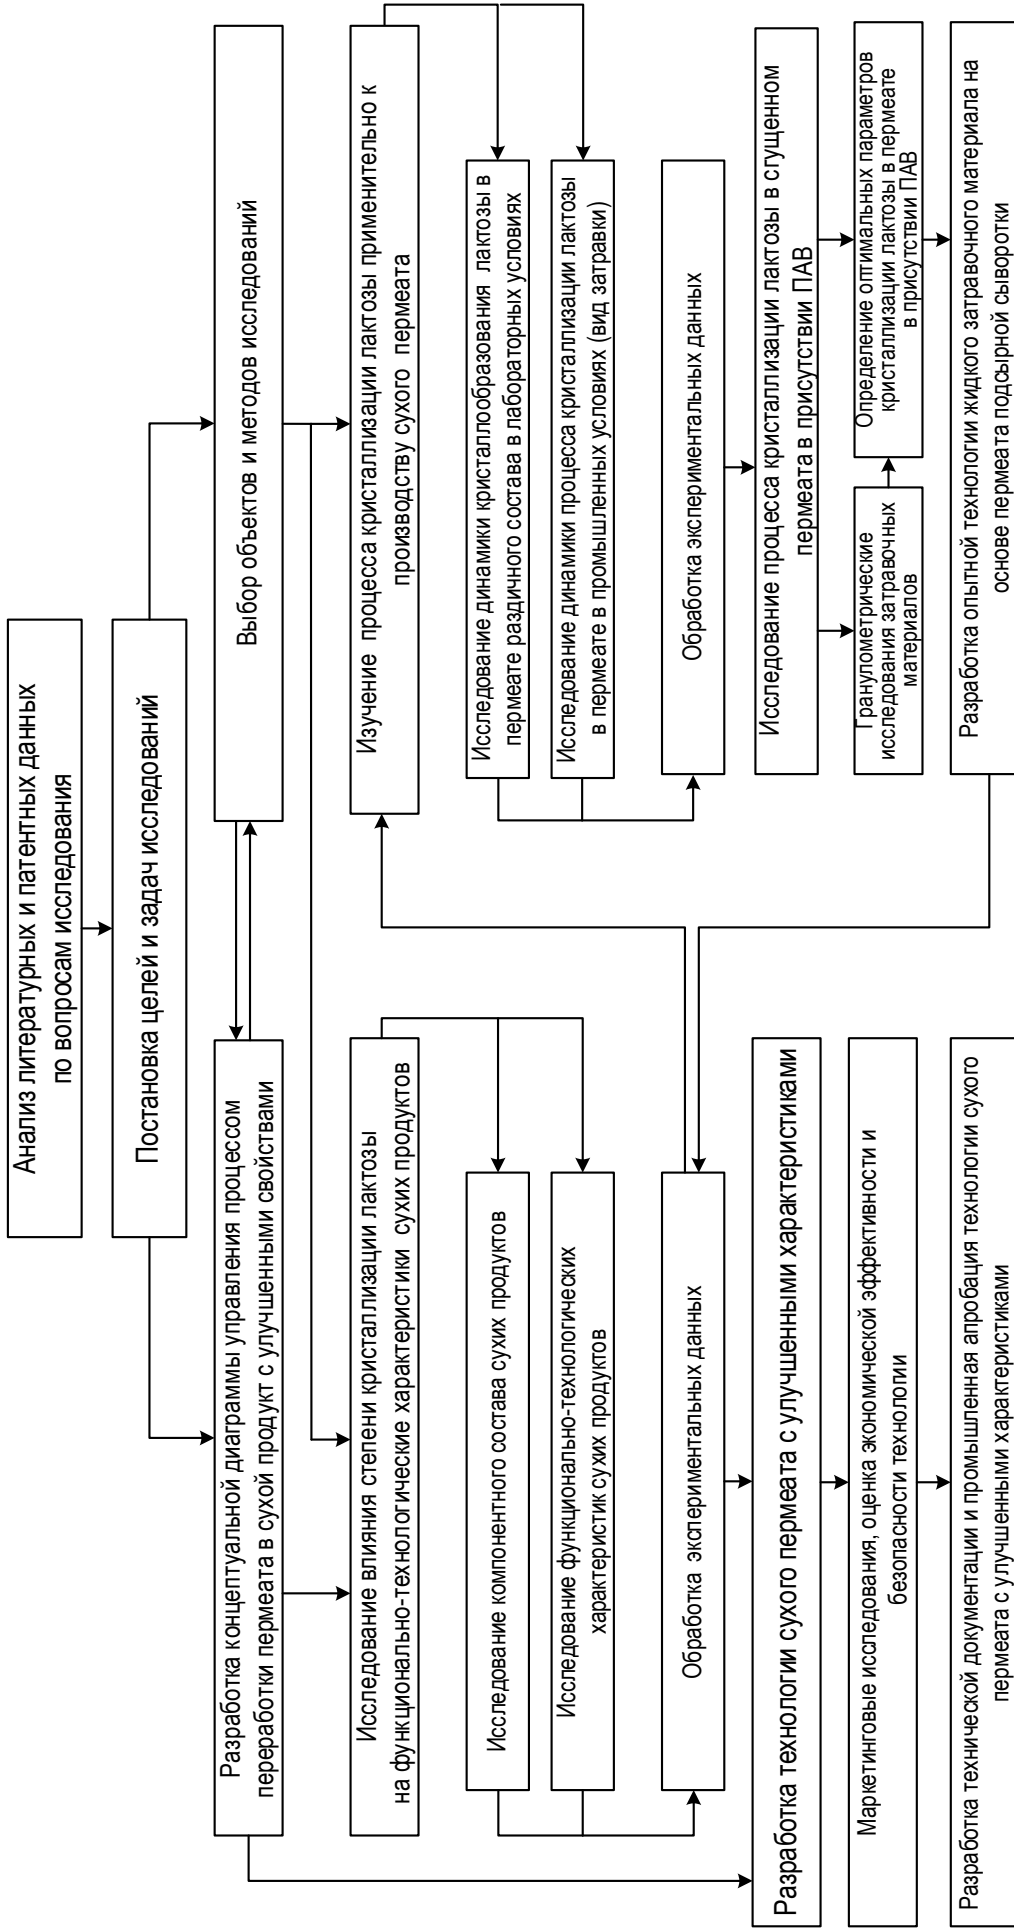 Анализ литературных и патентных данных
по вопросам исследования
Постановка целей и задач исследований
Разработка концептуальной диаграммы управления процессом
переработки пермеата в сухой продукт с улучшенными свойствами
Выбор объектов и методов исследований
Исследование влияния степени кристаллизации лактозы
на функционально-технологические характеристики сухих продуктов
Изучение процесса кристаллизации лактозы применительно к
производству сухого пермеата
Исследование компонентного состава сухих продуктов
Исследование функционально-технологических
характеристик сухих продуктов
Исследование динамики кристаллообразования лактозы в
пермеате различного состава в лабораторных условиях
Исследование динамики процесса кристаллизации лактозы
в пермеате в промышленных условиях (вид затравки)
Обработка экспериментальных данных
Обработка экспериментальных данных
Разработка технологии сухого пермеата с улучшенными характеристиками
Исследование процесса кристаллизации лактозы в сгущенном
пермеата в присутствии ПАВ
Маркетинговые исследования, оценка экономической эффективности и
безопасности технологии
Гранулометрические
исследования затравочных
материалов
Определение оптимальных параметров
кристаллизации лактозы в пермеате
в присутствии ПАВ
Разработка технической документации и промышленная апробация технологии сухого
пермеата с улучшенными характеристиками
Разработка опытной технологии жидкого затравочного материала на
основе пермеата подсырной сыворотки